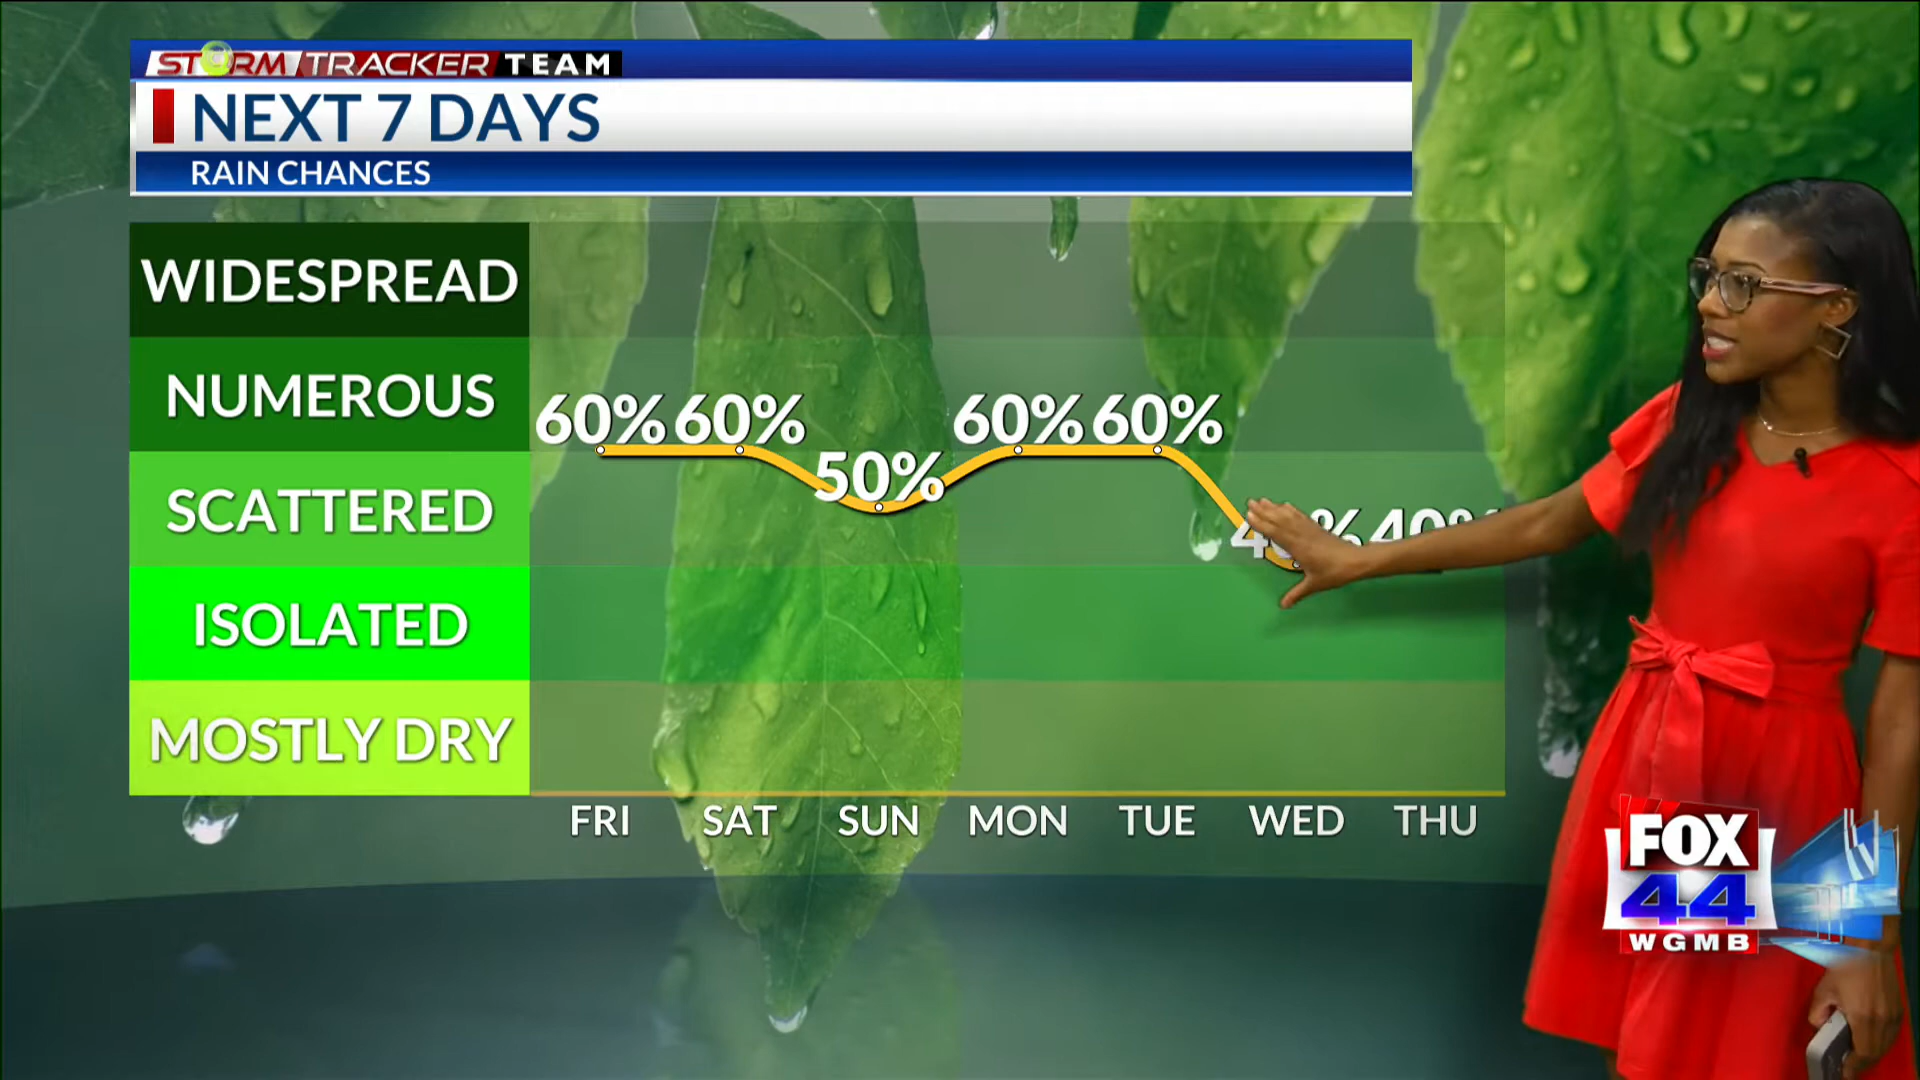 STORM TRACKER TEAM
NEXT 7 DAYS
RAIN CHANCES
WIDESPREAD
NUMEROUS
60% 60% 60% 60%
SCATTERED
50%
40%
ISOLATED
MOSTLY DRY
FRI SAT SUN MON TUE WED THU
FOX
44
WGMB